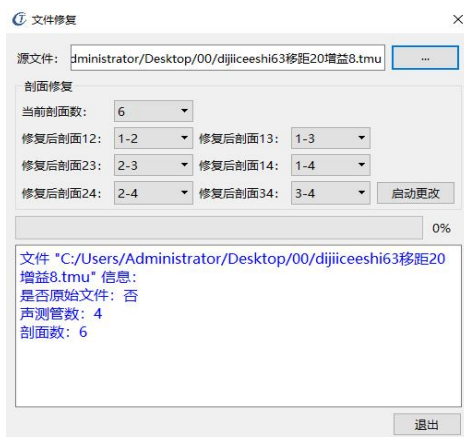 文件修复
源文件: dministrator/Desktop/00/dijiiceeshi63移距20增益8.tmu ...
剖面修复
当前剖面数: 6
修复后剖面12: 1-2 修复后剖面13: 1-3
修复后剖面23: 2-3 修复后剖面14: 1-4
修复后剖面24: 2-4 修复后剖面34: 3-4 启动更改
0%
文件 "C:/Users/Administrator/Desktop/00/dijiiceeshi63移距20
增益8.tmu" 信息:
是否原始文件: 否
声测管数: 4
剖面数: 6
退出